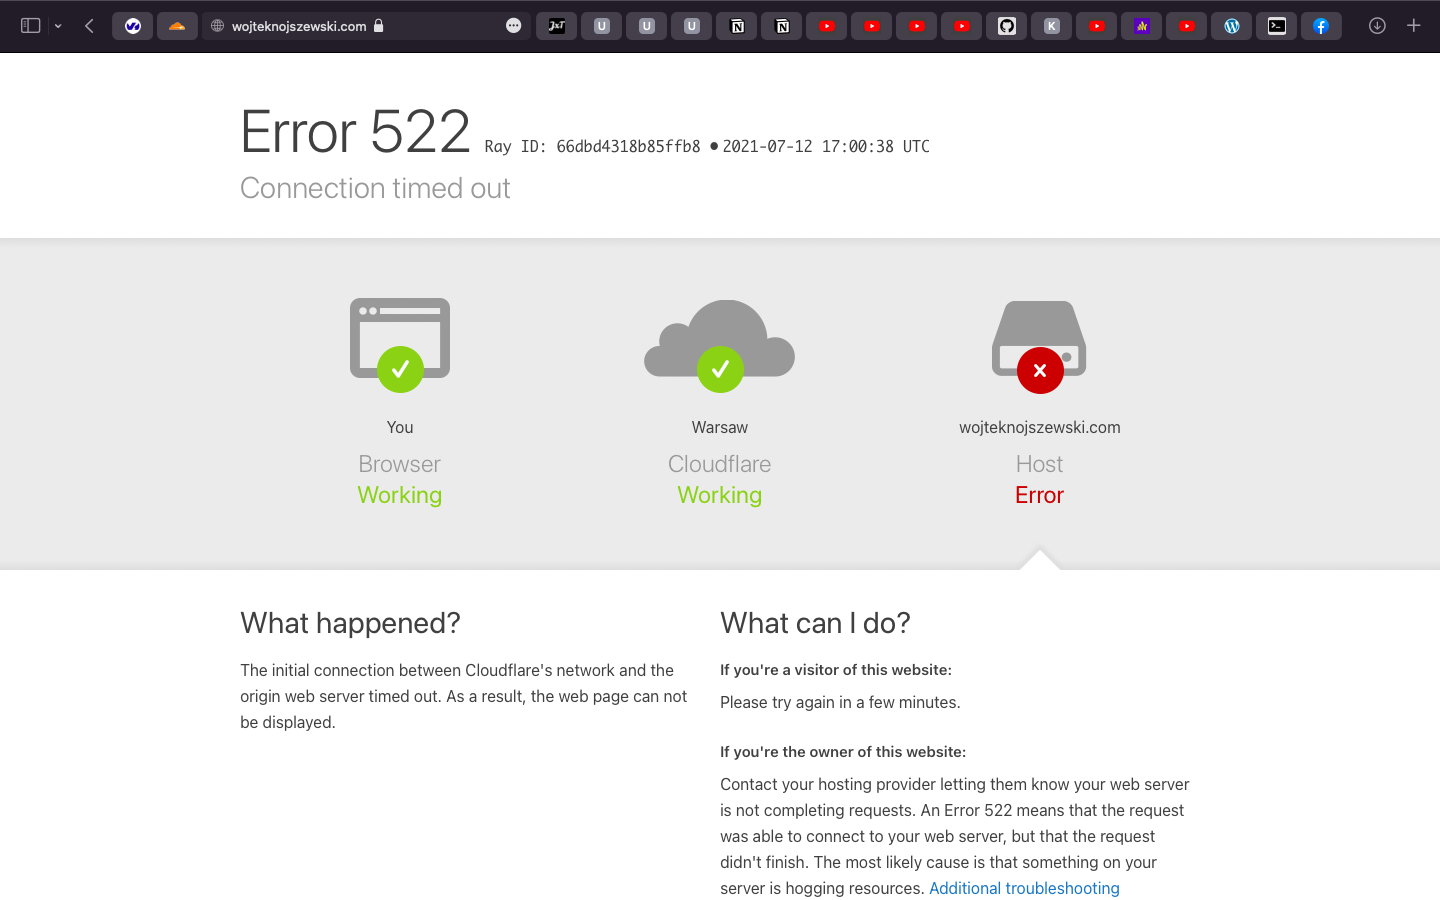 wojteknojszewski.com
JxT
U
U
U
N
N
K
Error 522 Ray ID: 66dbd4318b85ffb8 • 2021-07-12 17:00:38 UTC
Connection timed out
You
Warsaw
wojteknojszewski.com
Browser
Cloudflare
Host
Working
Working
Error
What happened?
The initial connection between Cloudflare's network and the
origin web server timed out. As a result, the web page can not
be displayed.
What can I do?
If you're a visitor of this website:
Please try again in a few minutes.
If you're the owner of this website:
Contact your hosting provider letting them know your web server
is not completing requests. An Error 522 means that the request
was able to connect to your web server, but that the request
didn't finish. The most likely cause is that something on your
server is hogging resources. Additional troubleshooting